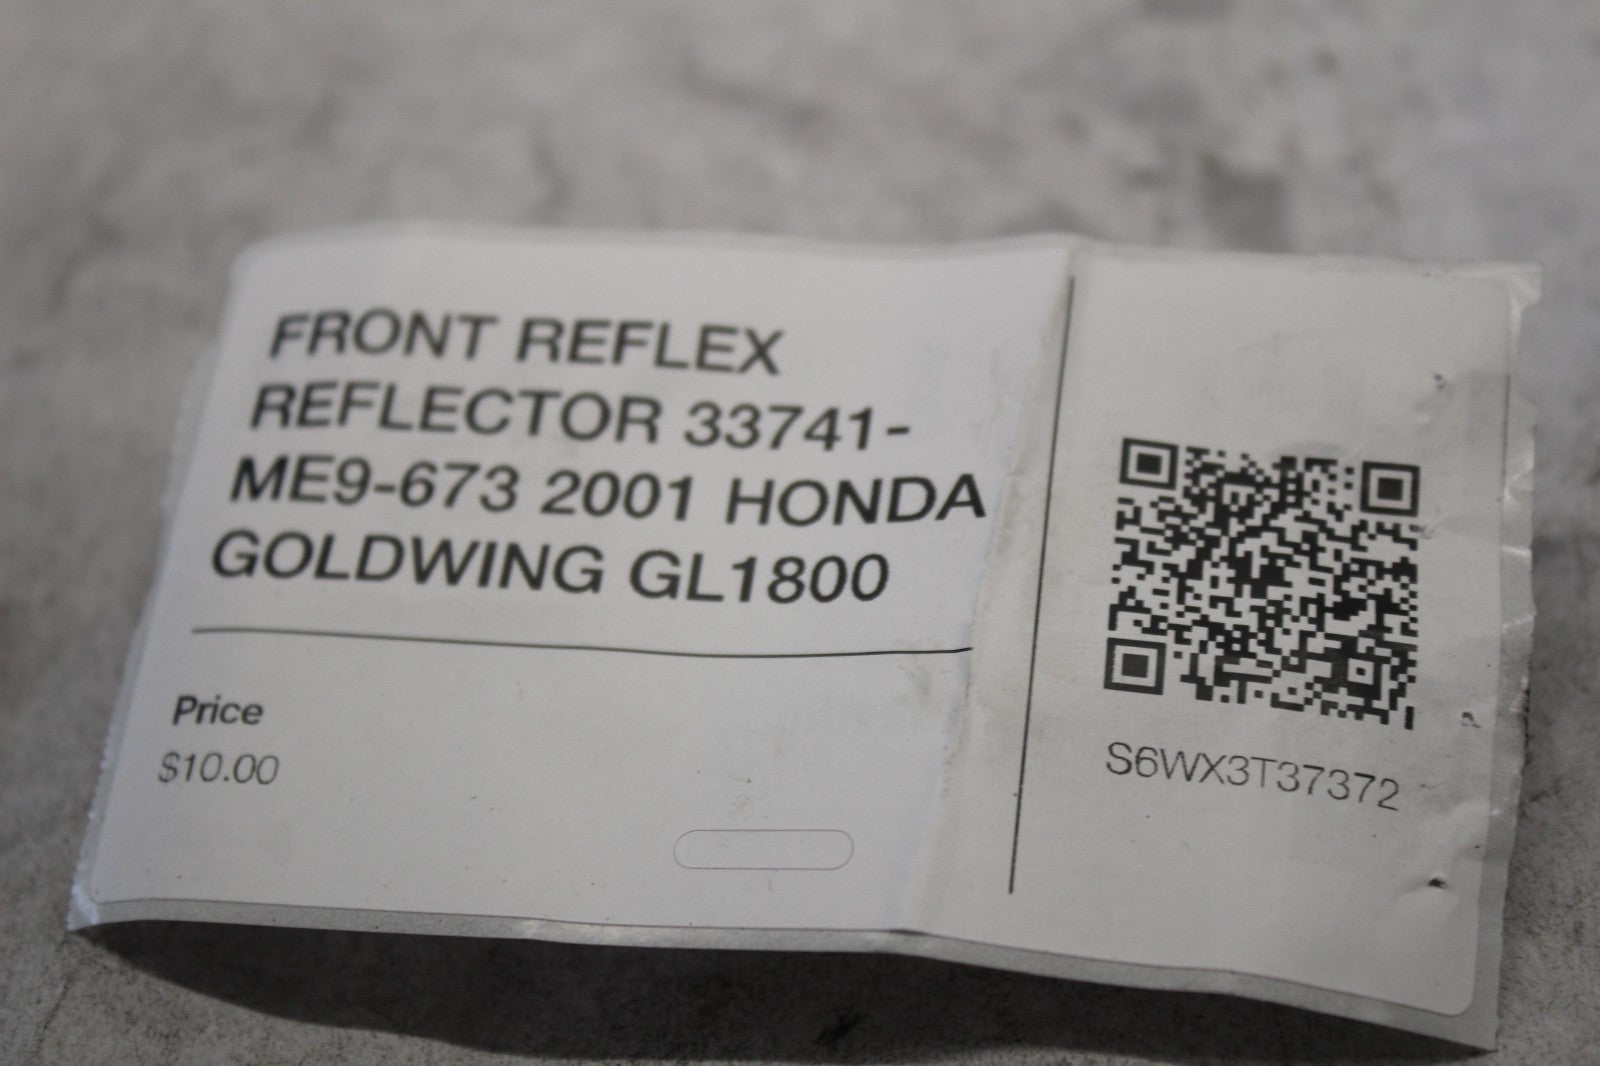 FRONT REFLEX
REFLECTOR 33741-
ME9-673 2001 HONDA
GOLDWING GL1800
Price
$10.00
S6WX3T37372